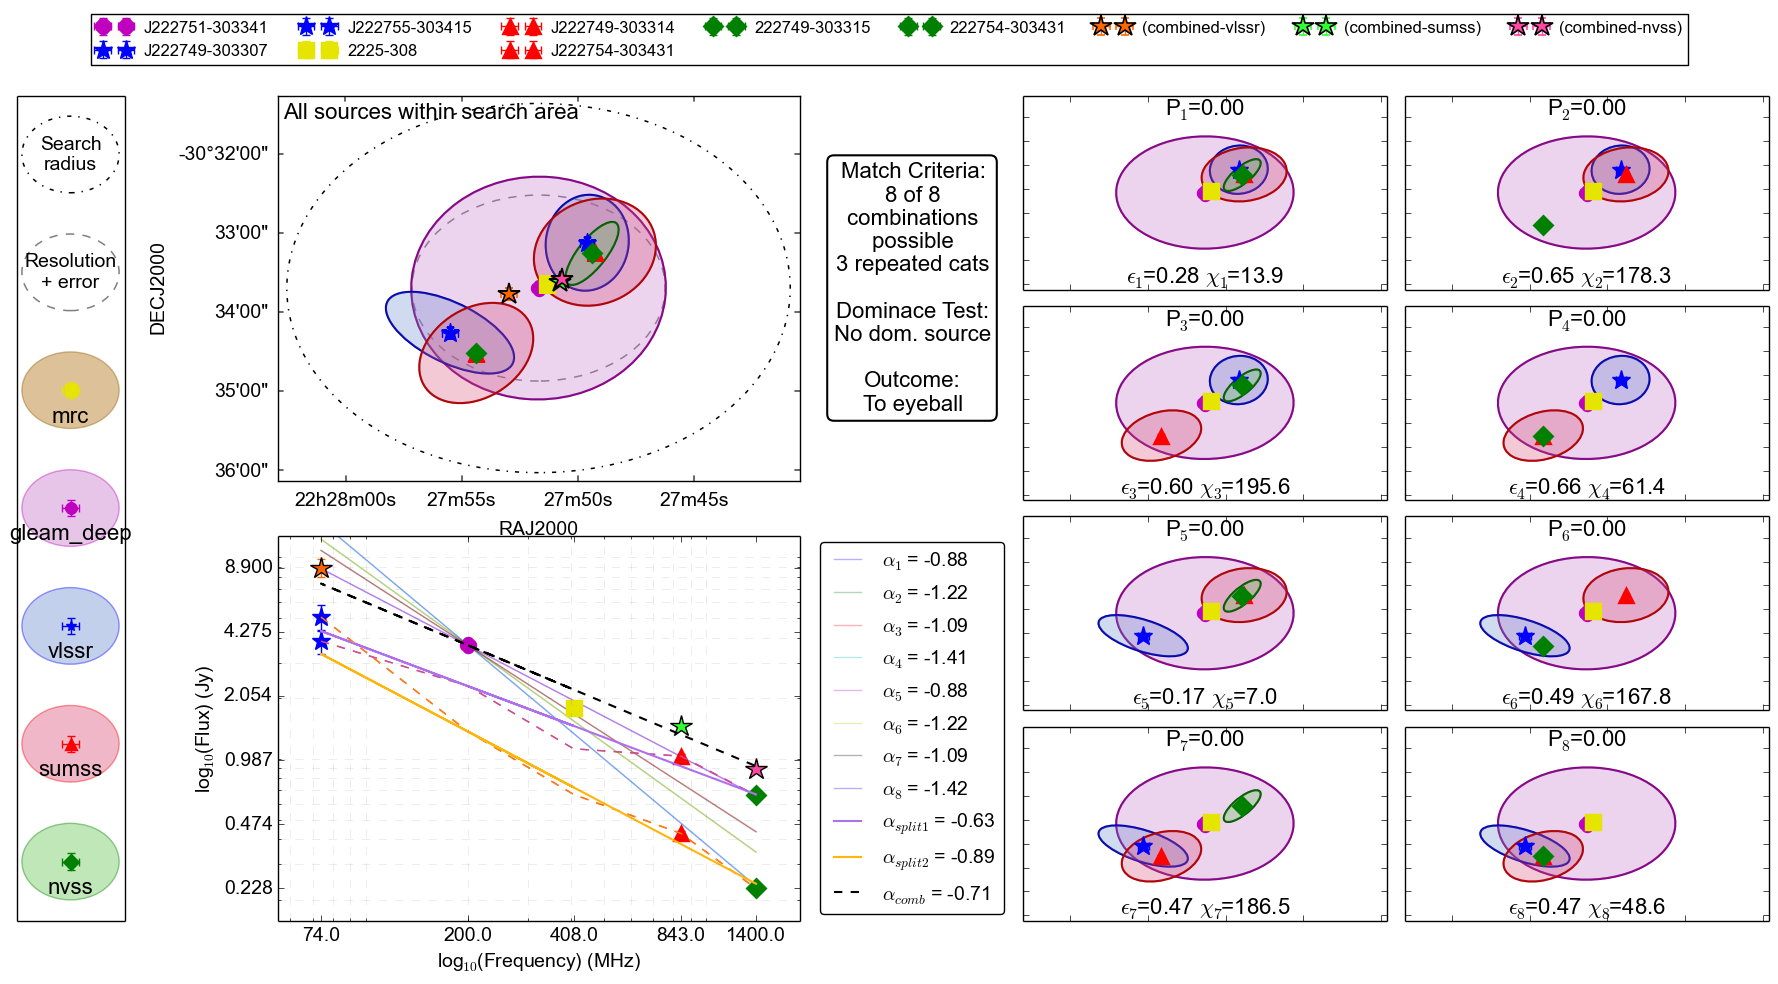 J222751-303341 J222755-303415 J222749-303314 222749-303315 222754-303431 (combined-vlssr) (combined-sumss) (combined-nvss)
J222749-303307 2225-308 J222754-303431
Search
radius
Resolution
+ error
mrc
gleam_deep
vlssr
sumss
nvss
All sources within search area
DECJ2000
-30°32'00"
33'00"
34'00"
35'00"
36'00"
22h28m00s 27m55s 27m50s 27m45s
RAJ2000
Match Criteria:
8 of 8
combinations
possible
3 repeated cats
Dominace Test:
No dom. source
Outcome:
To eyeball
log10(Flux) (Jy)
8.900
4.275
2.054
0.987
0.474
0.228
74.0 200.0 408.0 843.0 1400.0
log10(Frequency) (MHz)
α1 = -0.88
α2 = -1.22
α3 = -1.09
α4 = -1.41
α5 = -0.88
α6 = -1.22
α7 = -1.09
α8 = -1.42
αsplit1 = -0.63
αsplit2 = -0.89
αcomb = -0.71
P1=0.00
ϵ1=0.28 χ1=13.9
P2=0.00
ϵ2=0.65 χ2=178.3
P3=0.00
ϵ3=0.60 χ3=195.6
P4=0.00
ϵ4=0.66 χ4=61.4
P5=0.00
ϵ5=0.17 χ5=7.0
P6=0.00
ϵ6=0.49 χ6=167.8
P7=0.00
ϵ7=0.47 χ7=186.5
P8=0.00
ϵ8=0.47 χ8=48.6